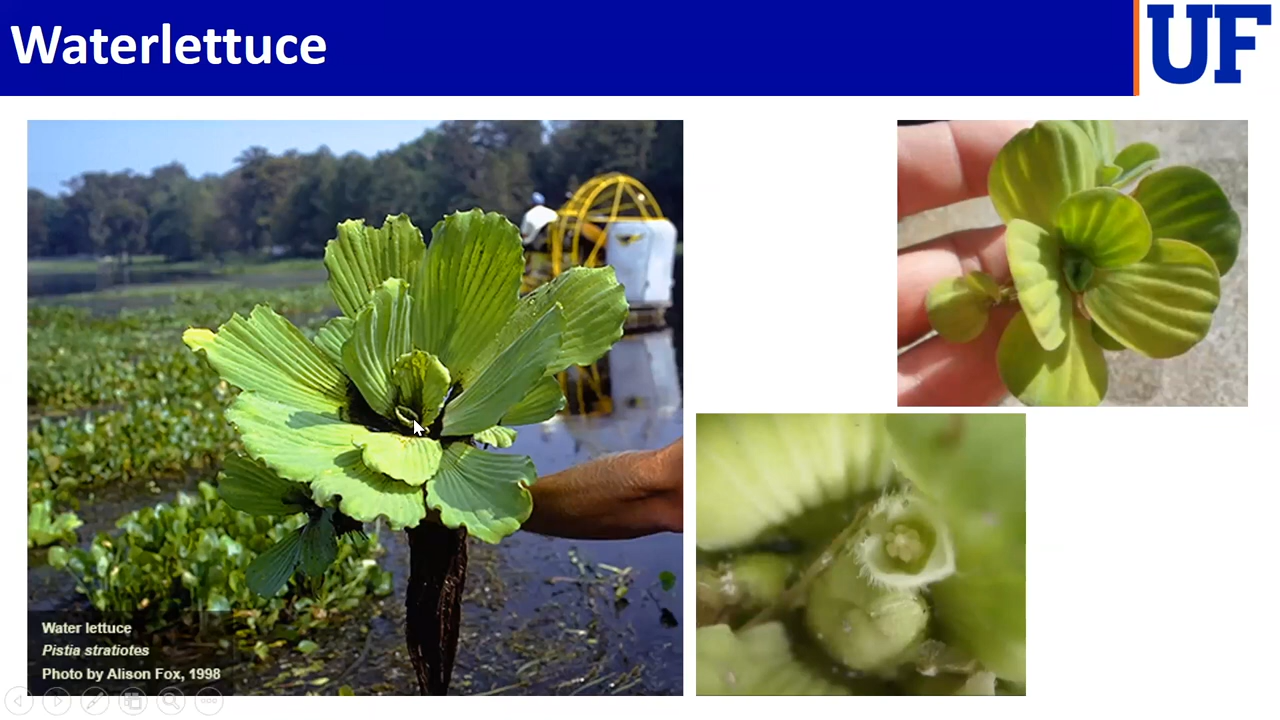 Waterlettuce
UF
Water lettuce
Pistia stratiotes
Photo by Alison Fox, 1998